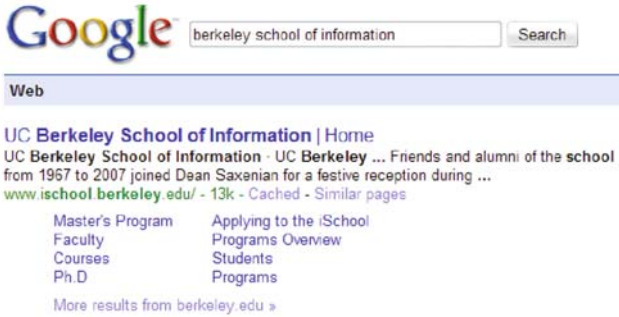 Google berkeley school of information Search
Web
UC Berkeley School of Information | Home
UC Berkeley School of Information - UC Berkeley ... Friends and alumni of the school
from 1967 to 2007 joined Dean Saxenian for a festive reception during ...
www.ischool.berkeley.edu/ - 13k - Cached - Similar pages
Master's Program Applying to the iSchool
Faculty Programs Overview
Courses Students
Ph.D Programs
More results from berkeley.edu »